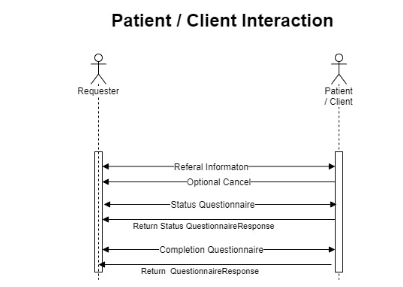 Patient / Client Interaction
Requester
Patient
/ Client
Referal Informaton
Optional Cancel
Status Questionnaire
Return Status QuestionnaireResponse
Completion Questionnaire
Return QuestionnaireResponse